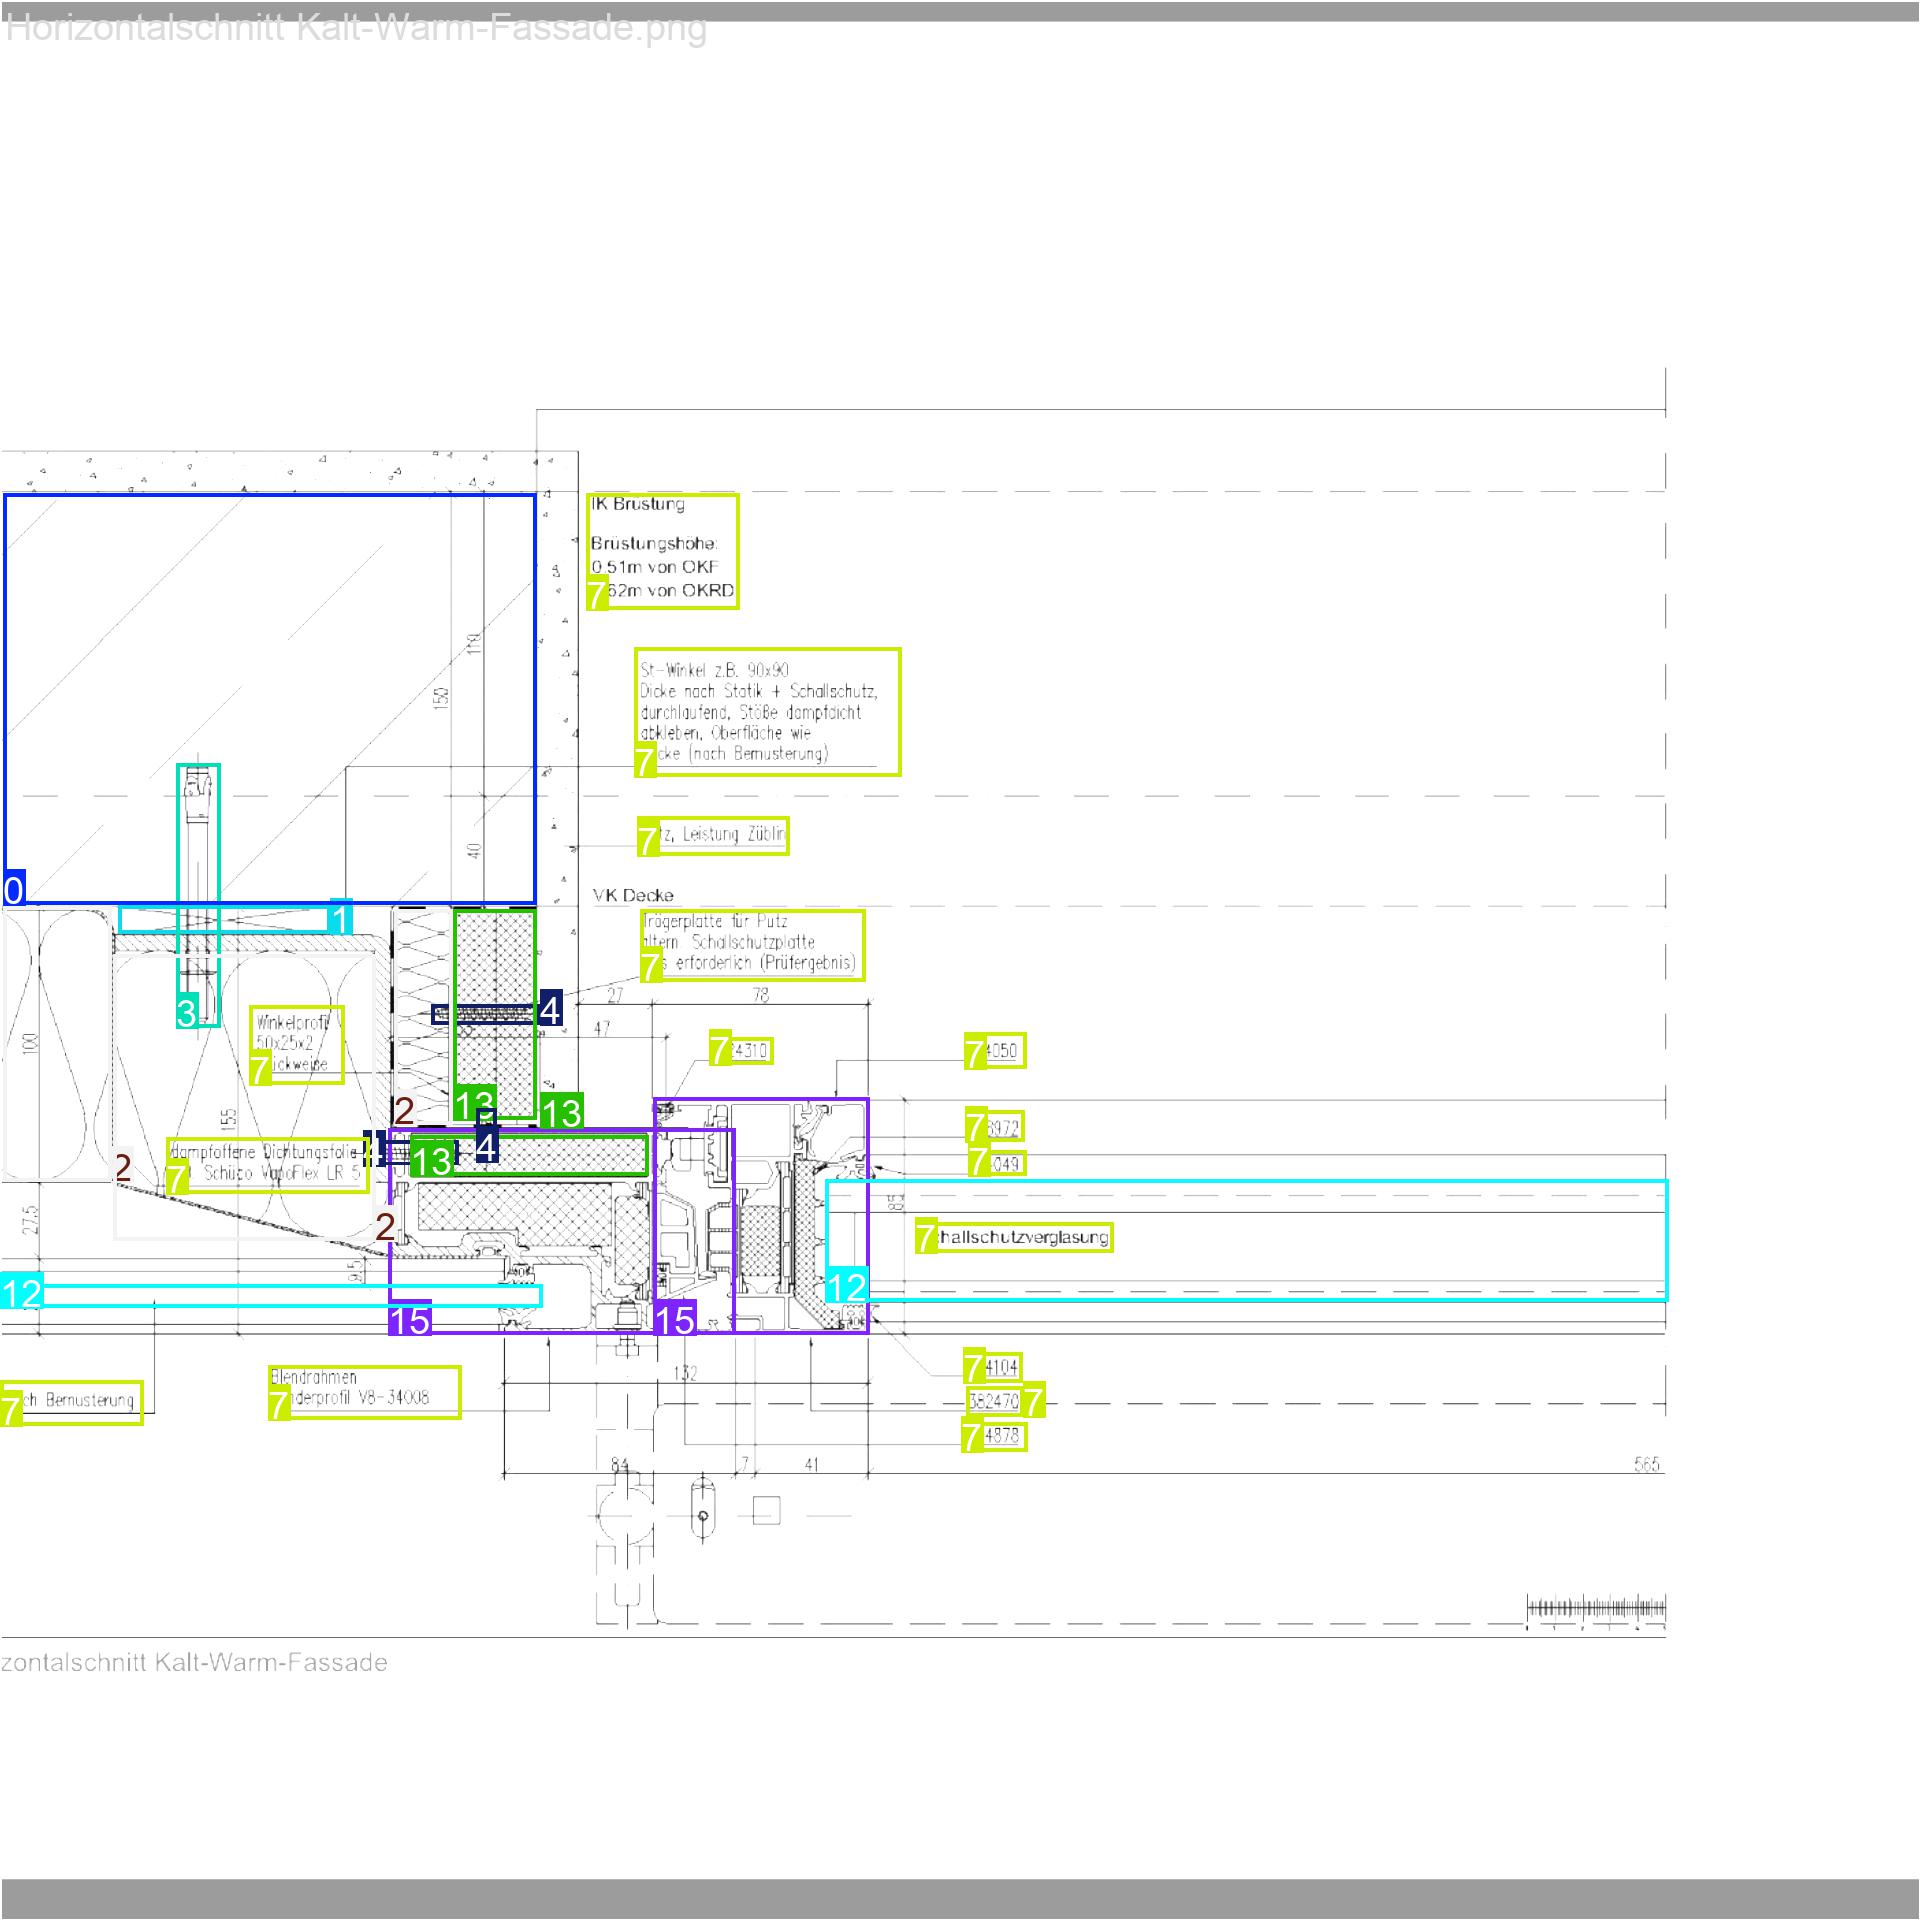 Horizontalschnitt Kalt-Warm-Fassade.png
IK Brüstung
Brüstungshöhe:
0.51m von OKF
62m von OKRD
110
150
St-Winkel z.B. 90x90
Dicke nach Statik + Schallschutz,
durchlaufend, Stöße dampfdicht
abkleben, Oberfläche wie
cke (nach Bemusterung)
7
7
tz, Leistung Züblin
7
40
0
VK Decke
1
Trägerplatte für Putz
altern. Schallschutzplatte
s erforderlich (Prüfergebnis)
7
27
78
3
4
Winkelprofil
50x25x2
ückweise
7
100
47
7
4310
7
4050
2
13
13
155
7
3972
4
4
dampfoffene Dichtungsfolie
Schüco VarioFlex LR 5
7
13
7
4049
2
85
27.5
2
7
challschutzverglasung
9.5
12
12
15
15
Blendrahmen
nderprofil V8-34008
7
132
7
4104
7
ch Bemusterung
382470
7
7
4878
84
7
41
565
zontalschnitt Kalt-Warm-Fassade